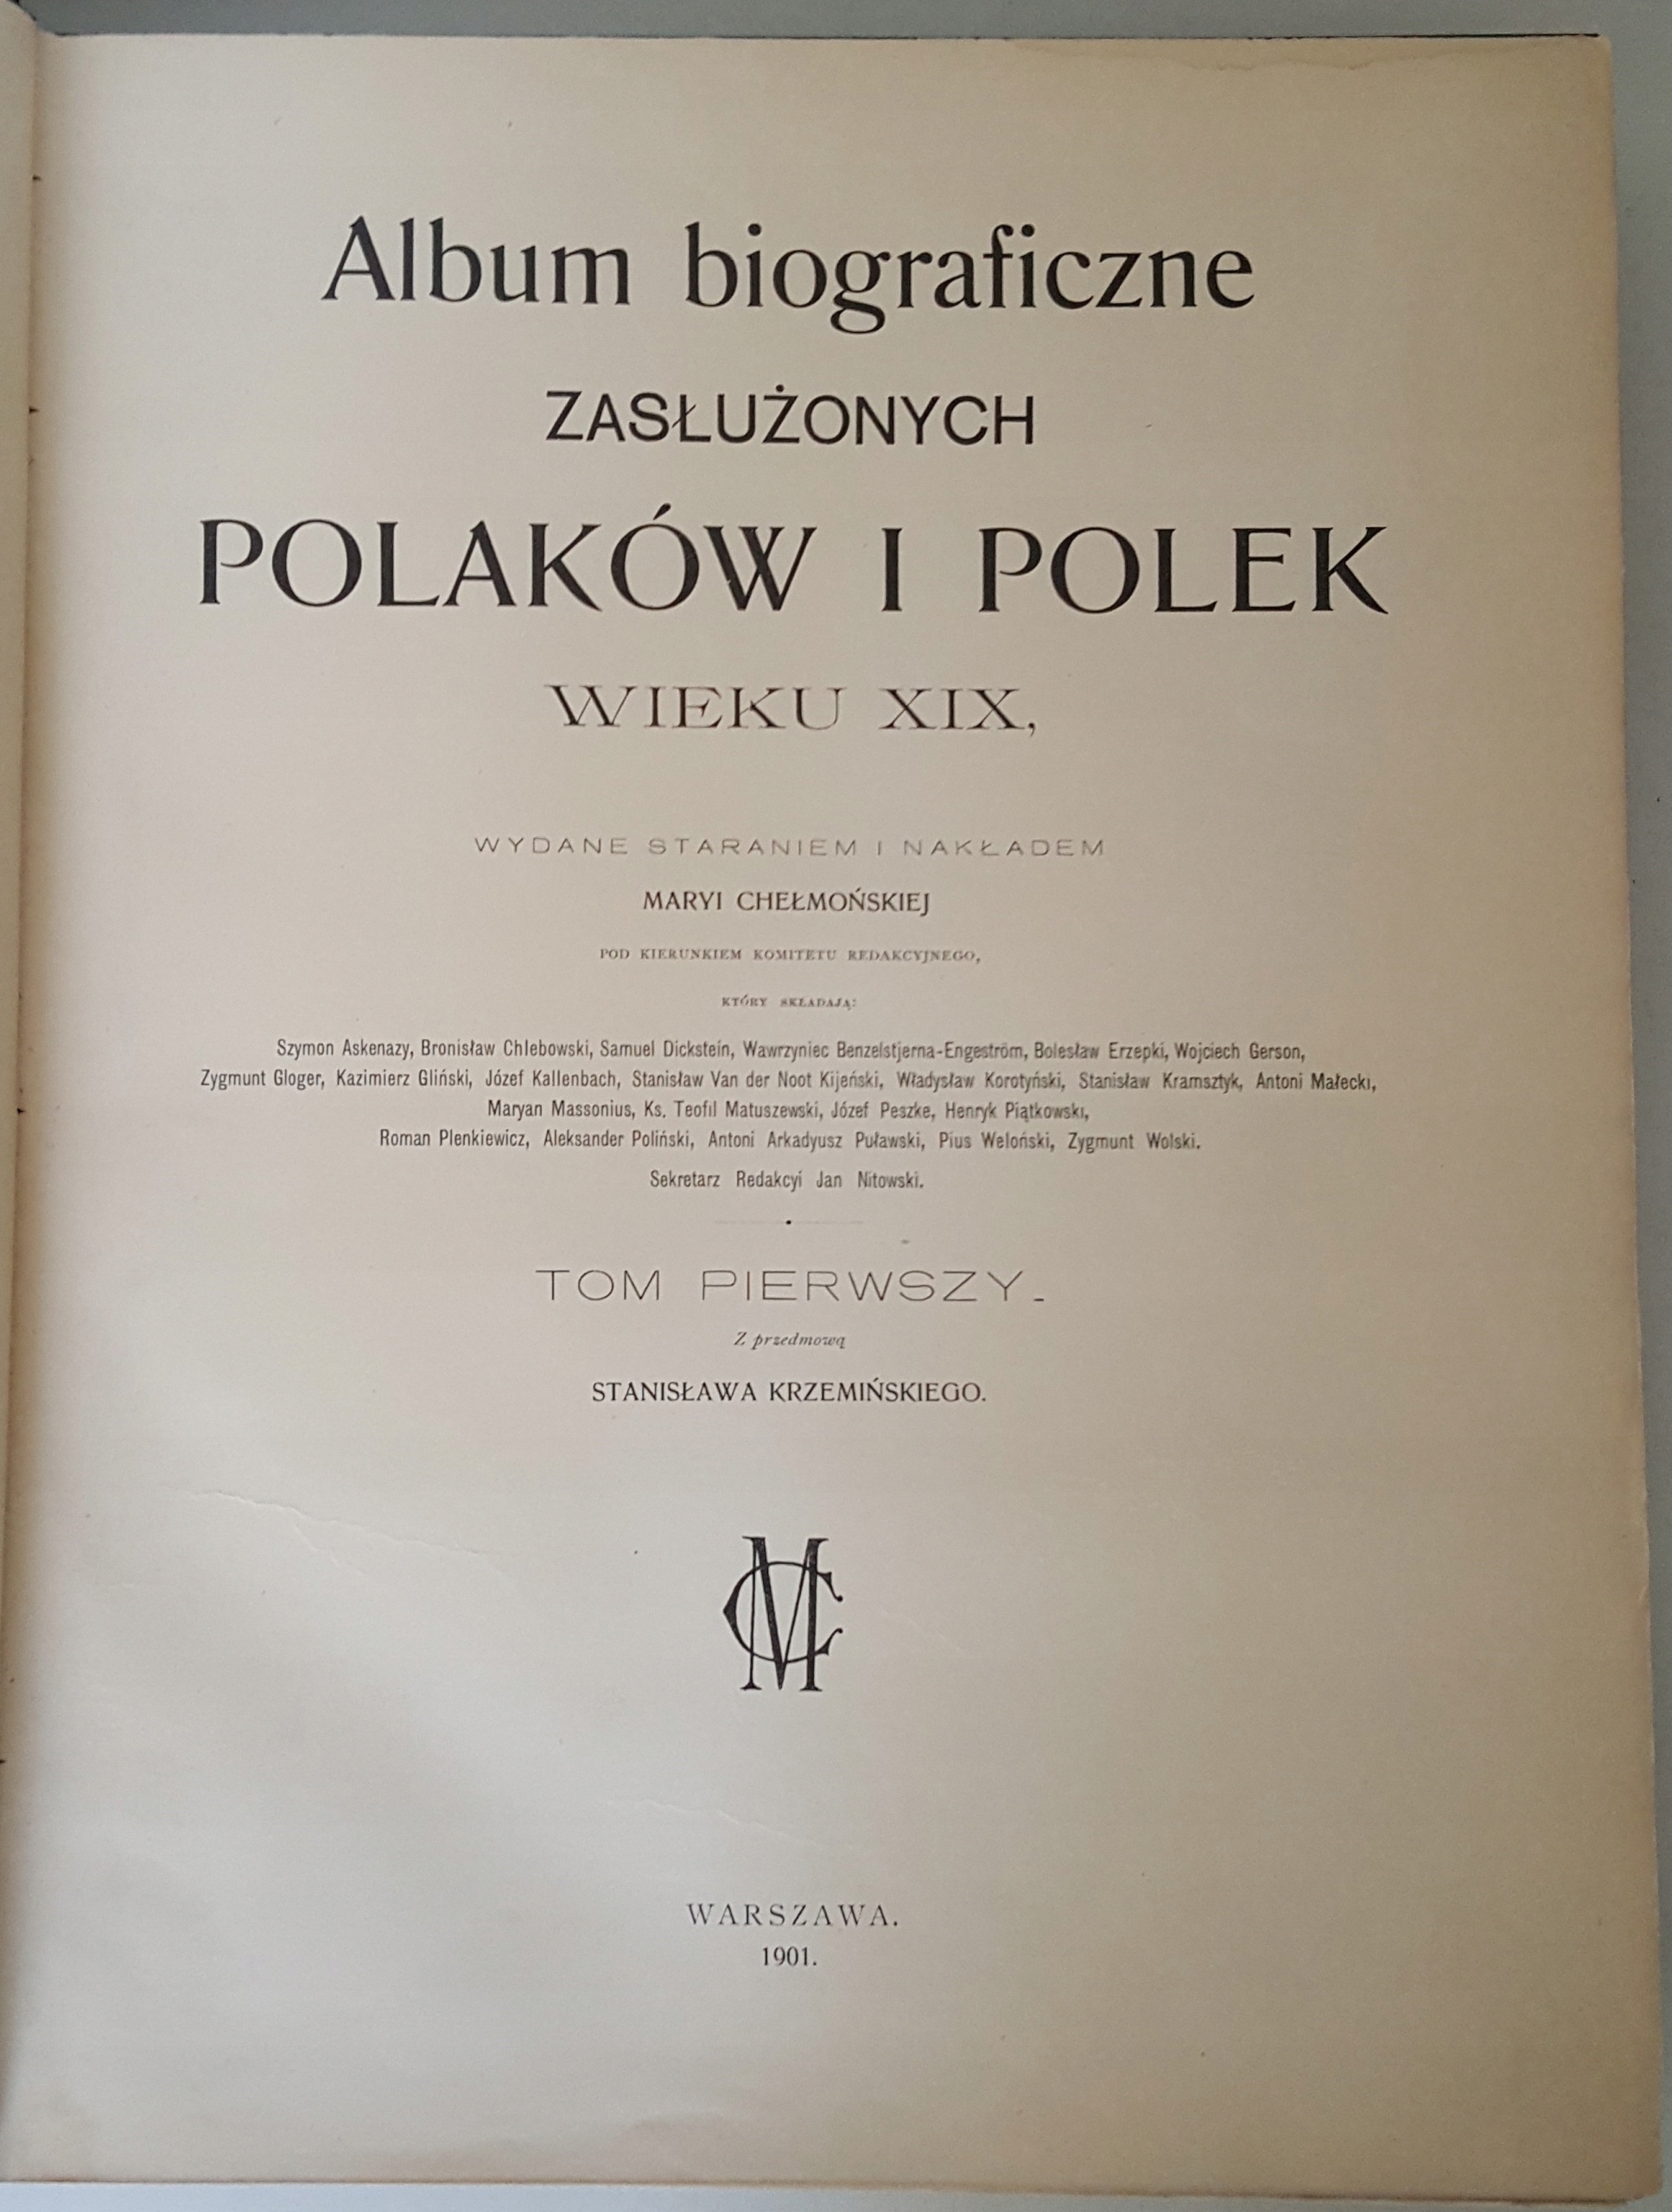 Album biograficzne
ZASŁUŻONYCH
POLAKÓW I POLEK
WIEKU XIX,
WYDANE STARANIEM I NAKŁADEM
MARYI CHEŁMOŃSKIEJ
POD KIERUNKIEM KOMITETU REDAKCYJNEGO,
KTÓRY SKŁADAJĄ:
Szymon Askenazy, Bronisław Chlebowski, Samuel Dickstein, Wawrzyniec Benzelstjerna-Engeström, Bolesław Erzepki, Wojciech Gerson,
Zygmunt Gloger, Kazimierz Gliński, Józef Kallenbach, Stanisław Van der Noot Kijeński, Władysław Korotyński, Stanisław Kramsztyk, Antoni Małecki,
Maryan Massonius, Ks. Teofil Matuszewski, Józef Peszke, Henryk Piątkowski,
Roman Plenkiewicz, Aleksander Poliński, Antoni Arkadyusz Puławski, Pius Weloński, Zygmunt Wolski.
Sekretarz Redakcyi Jan Nitowski.
TOM PIERWSZY.
Z przedmową
STANISŁAWA KRZEMIŃSKIEGO.
MC
WARSZAWA.
1901.